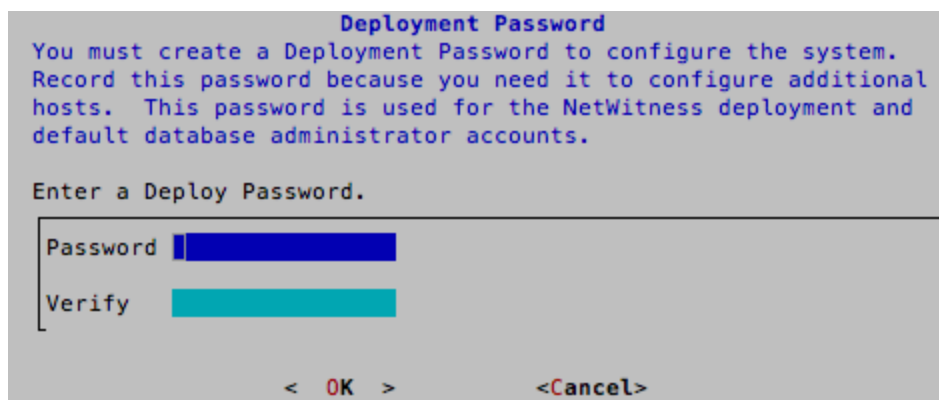 Deployment Password
You must create a Deployment Password to configure the system.
Record this password because you need it to configure additional
hosts.  This password is used for the NetWitness deployment and
default database administrator accounts.
Enter a Deploy Password.
Password
Verify
<  OK  >    <Cancel>